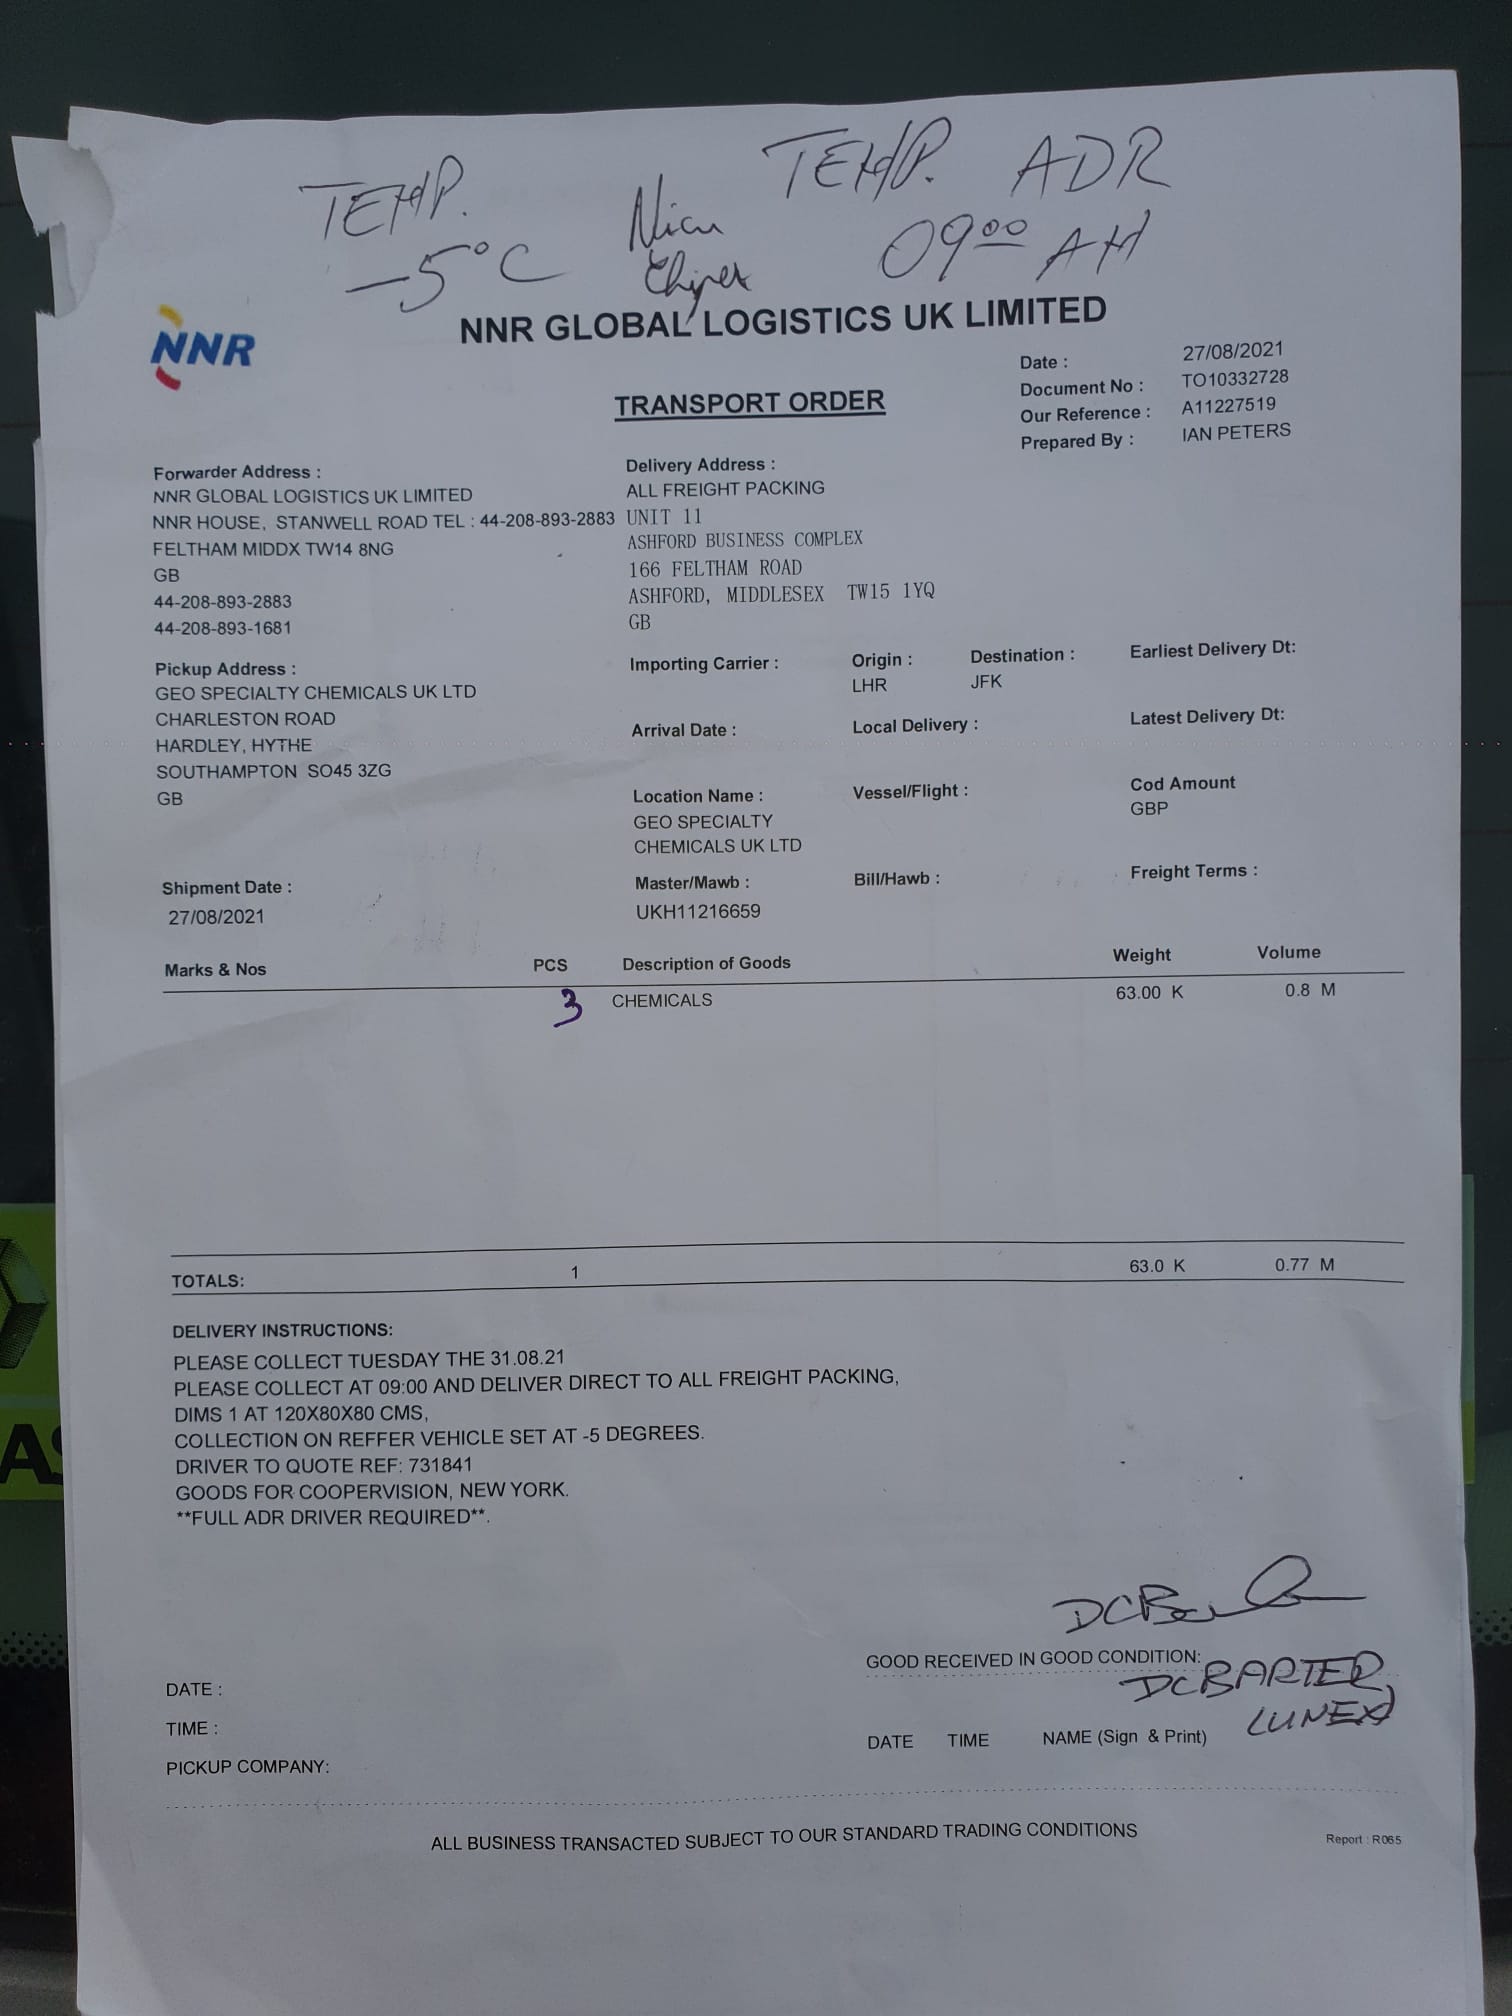 TEMP.
-5°C
Nicu
TEMP. ADR
09:00 AM
NNR
NNR GLOBAL LOGISTICS UK LIMITED
TRANSPORT ORDER
Date : 27/08/2021
Document No : TO10332728
Our Reference : A11227519
Prepared By : IAN PETERS
Forwarder Address :
NNR GLOBAL LOGISTICS UK LIMITED
NNR HOUSE, STANWELL ROAD TEL : 44-208-893-2883
FELTHAM MIDDX TW14 8NG
GB
44-208-893-2883
44-208-893-1681
Delivery Address :
ALL FREIGHT PACKING
UNIT 11
ASHFORD BUSINESS COMPLEX
166 FELTHAM ROAD
ASHFORD, MIDDLESEX TW15 1YQ
GB
Pickup Address :
GEO SPECIALTY CHEMICALS UK LTD
CHARLESTON ROAD
HARDLEY, HYTHE
SOUTHAMPTON SO45 3ZG
GB
Importing Carrier :
Origin :
LHR
Destination :
JFK
Earliest Delivery Dt:
Arrival Date :
Local Delivery :
Latest Delivery Dt:
Location Name :
GEO SPECIALTY
CHEMICALS UK LTD
Vessel/Flight :
Cod Amount
GBP
Shipment Date :
27/08/2021
Master/Mawb :
UKH11216659
Bill/Hawb :
Freight Terms :
Marks & Nos PCS Description of Goods Weight Volume
3 CHEMICALS 63.00 K 0.8 M
TOTALS: 1 63.0 K 0.77 M
DELIVERY INSTRUCTIONS:
PLEASE COLLECT TUESDAY THE 31.08.21
PLEASE COLLECT AT 09:00 AND DELIVER DIRECT TO ALL FREIGHT PACKING,
DIMS 1 AT 120X80X80 CMS,
COLLECTION ON REFFER VEHICLE SET AT -5 DEGREES.
DRIVER TO QUOTE REF: 731841
GOODS FOR COOPERVISION, NEW YORK.
**FULL ADR DRIVER REQUIRED**.
GOOD RECEIVED IN GOOD CONDITION:
DCBARTER
LUNEX
DATE TIME NAME (Sign & Print)
DATE :
TIME :
PICKUP COMPANY:
ALL BUSINESS TRANSACTED SUBJECT TO OUR STANDARD TRADING CONDITIONS
Report : R065